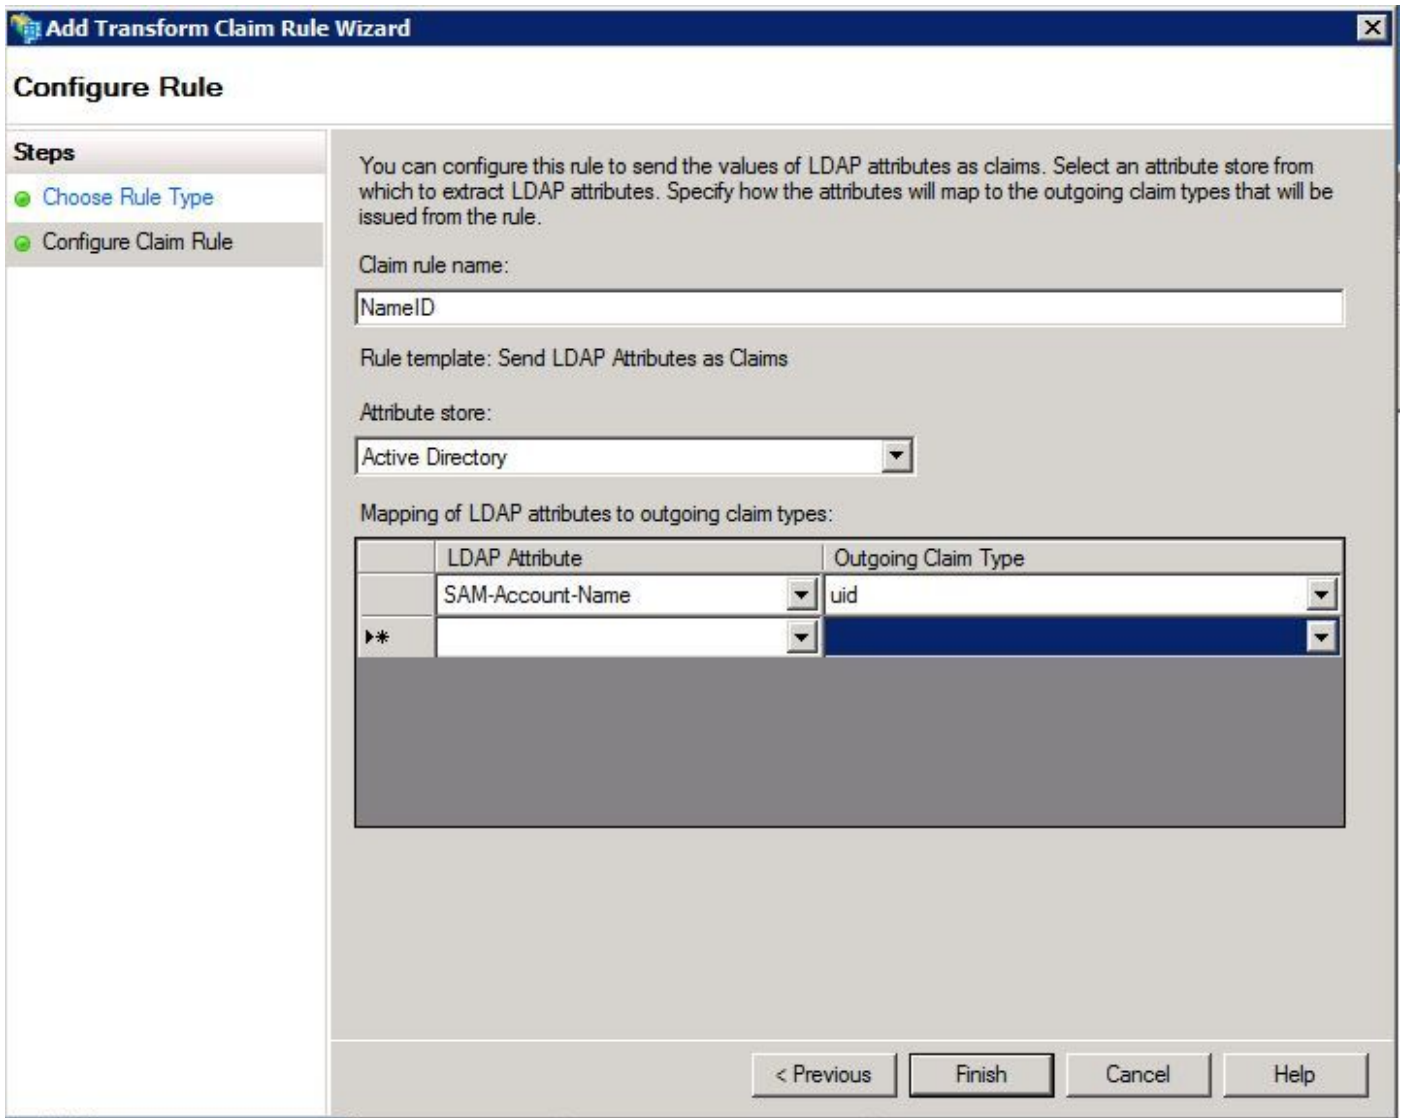 Add Transform Claim Rule Wizard
Configure Rule
Steps
Choose Rule Type
Configure Claim Rule
You can configure this rule to send the values of LDAP attributes as claims. Select an attribute store from
which to extract LDAP attributes. Specify how the attributes will map to the outgoing claim types that will be
issued from the rule.
Claim rule name:
NameID
Rule template: Send LDAP Attributes as Claims
Attribute store:
Active Directory
Mapping of LDAP attributes to outgoing claim types:
LDAP Attribute Outgoing Claim Type
SAM-Account-Name uid
< Previous Finish Cancel Help